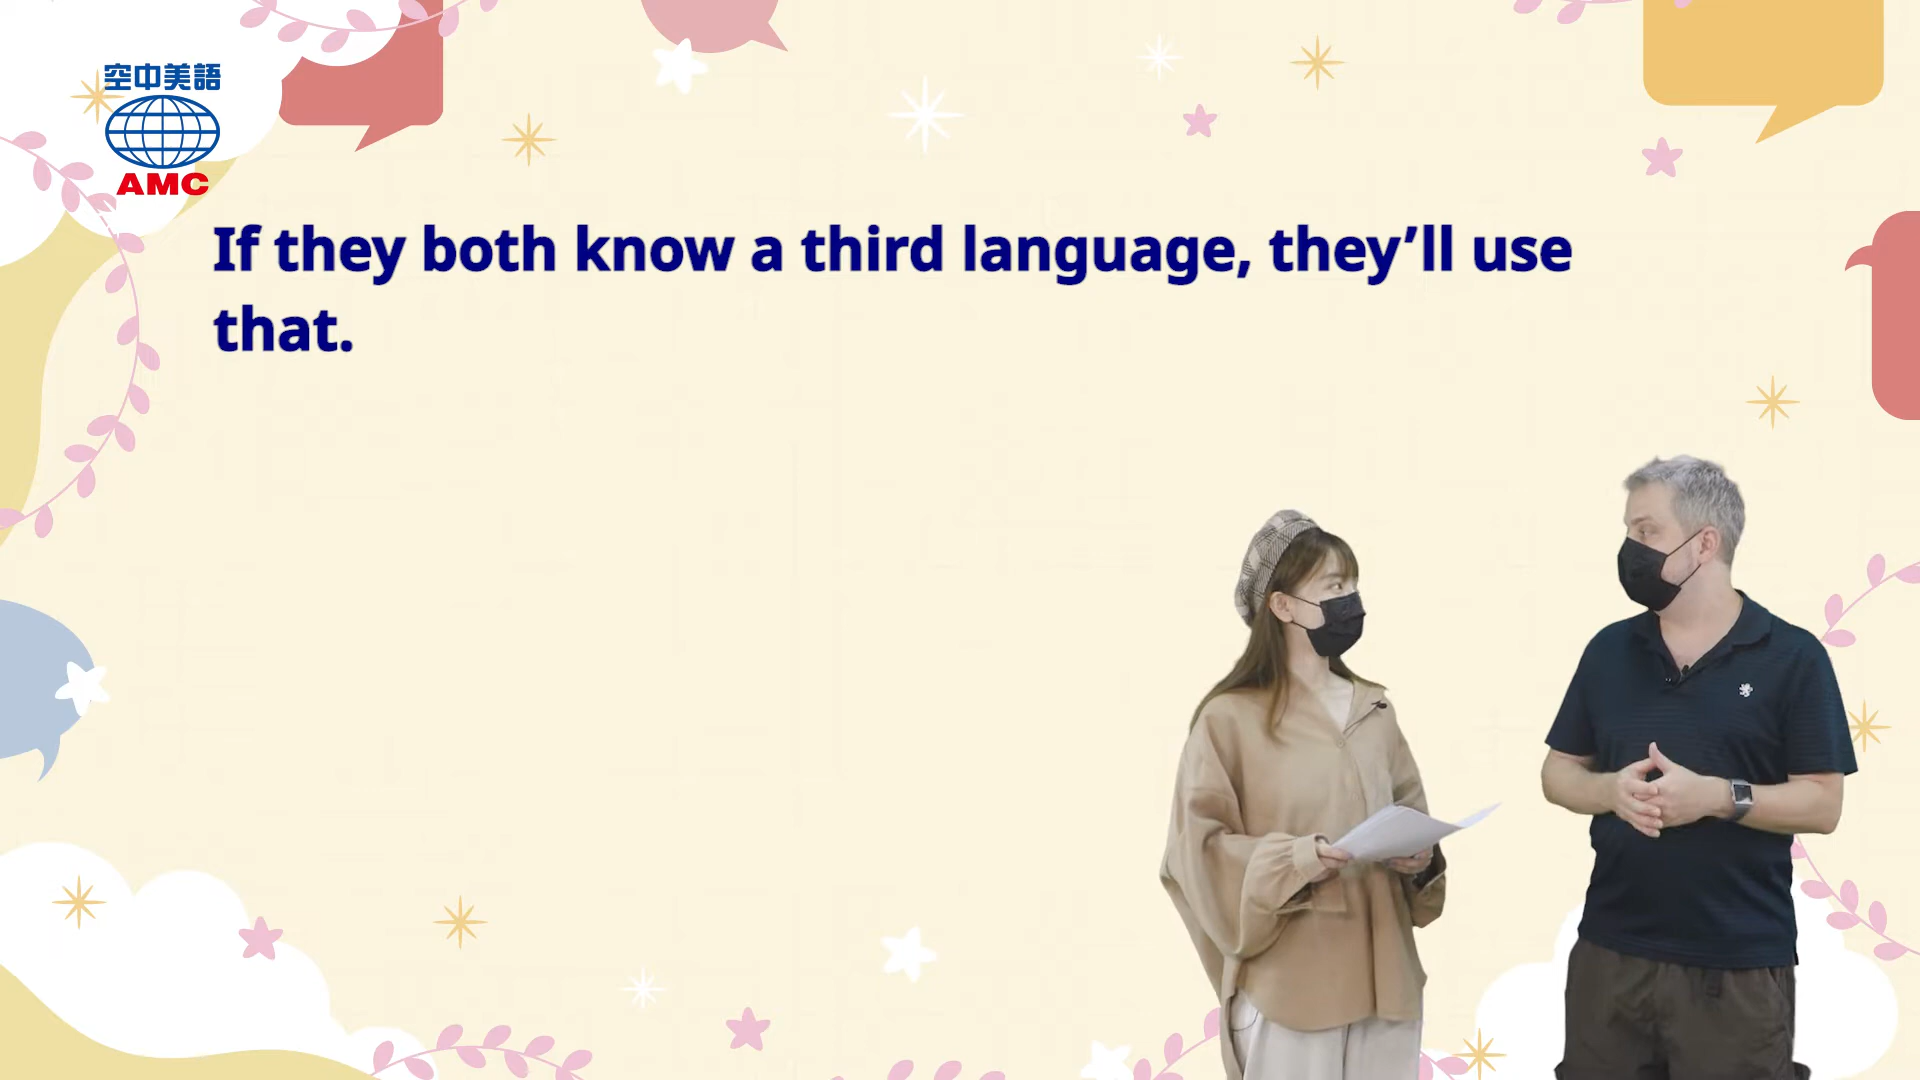 空中美語
AMC
If they both know a third language, they’ll use
that.